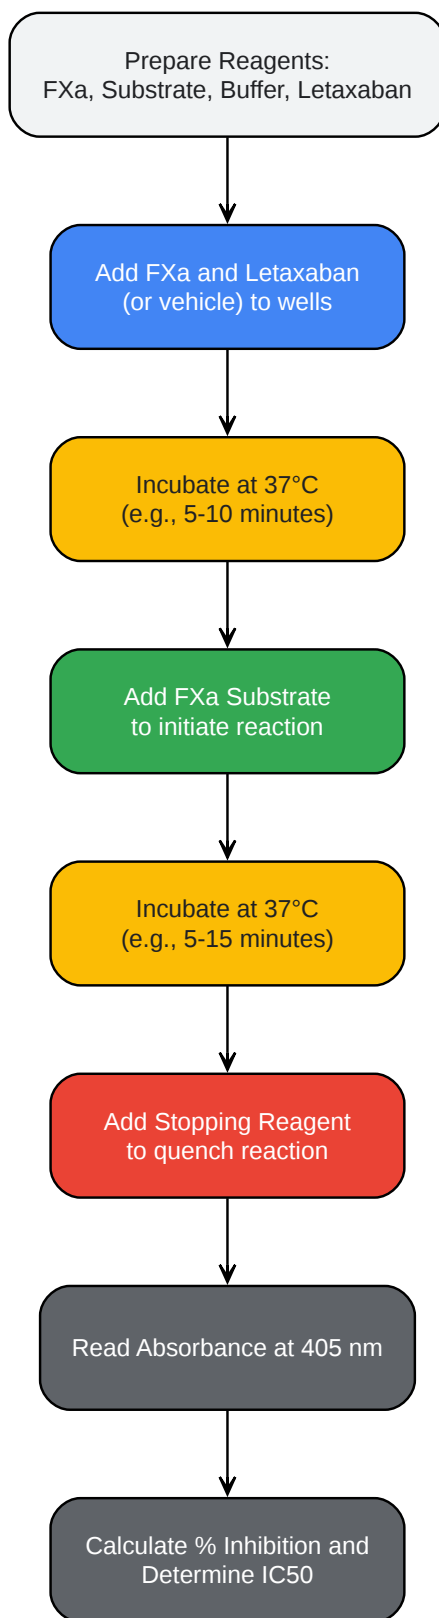 Prepare Reagents:
FXa, Substrate, Buffer, Letaxaban
Add FXa and Letaxaban
(or vehicle) to wells
Incubate at 37°C
(e.g., 5-10 minutes)
Add FXa Substrate
to initiate reaction
Incubate at 37°C
(e.g., 5-15 minutes)
Add Stopping Reagent
to quench reaction
Read Absorbance at 405 nm
Calculate % Inhibition and
Determine IC50